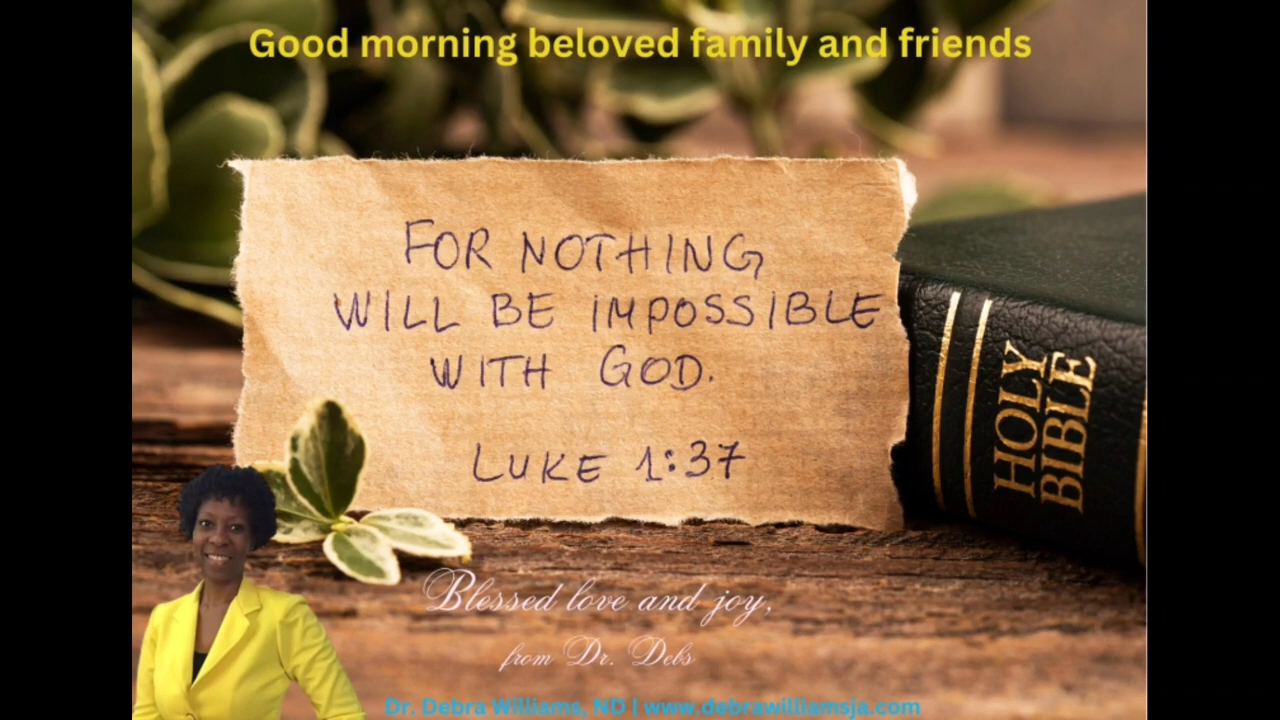 Good morning beloved family and friends
FOR NOTHING
WILL BE IMPOSSIBLE
WITH GOD.
LUKE 1:37
HOLY
BIBLE
Blessed love and joy,
from Dr. Debs
Dr. Debra Williams, ND | www.debrawilliamsja.com